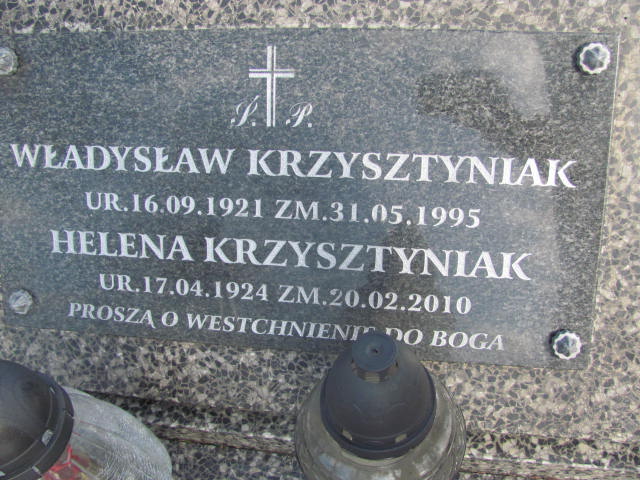 Ś. P.
WŁADYSŁAW KRZYSZTYNIAK
UR.16.09.1921 ZM.31.05.1995
HELENA KRZYSZTYNIAK
UR.17.04.1924 ZM.20.02.2010
PROSZĄ O WESTCHNIENIE DO BOGA